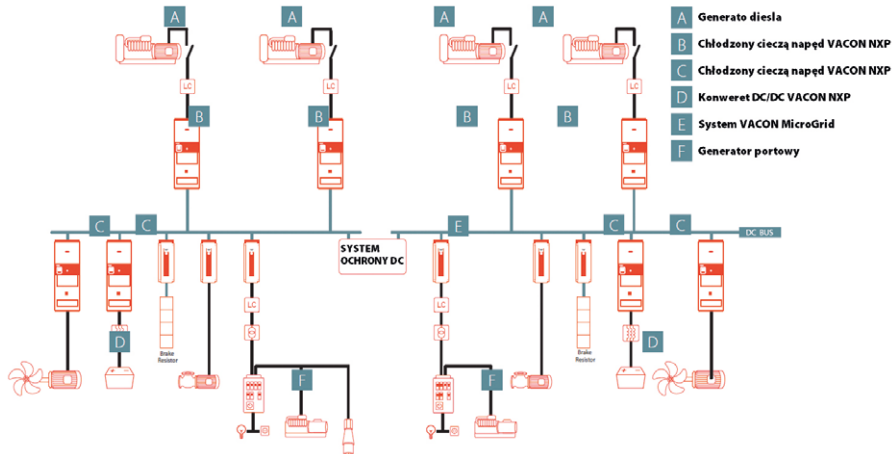 A A A A
A Generato diesla
B Chłodzony cieczą napęd VACON NXP
C Chłodzony cieczą napęd VACON NXP
D Konweret DC/DC VACON NXP
E System VACON MicroGrid
F Generator portowy
LC LC LC LC
B B B B
C C E C C
DC BUS
SYSTEM
OCHRONY DC
LC LC
D D
Brake
Resistor
Brake
Resistor
F F